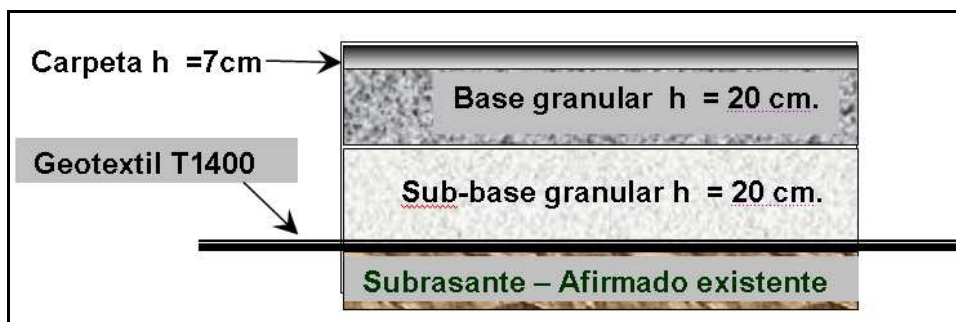 Carpeta h =7cm
Base granular h = 20 cm.
Geotextil T1400
Sub-base granular h = 20 cm.
Subrasante – Afirmado existente